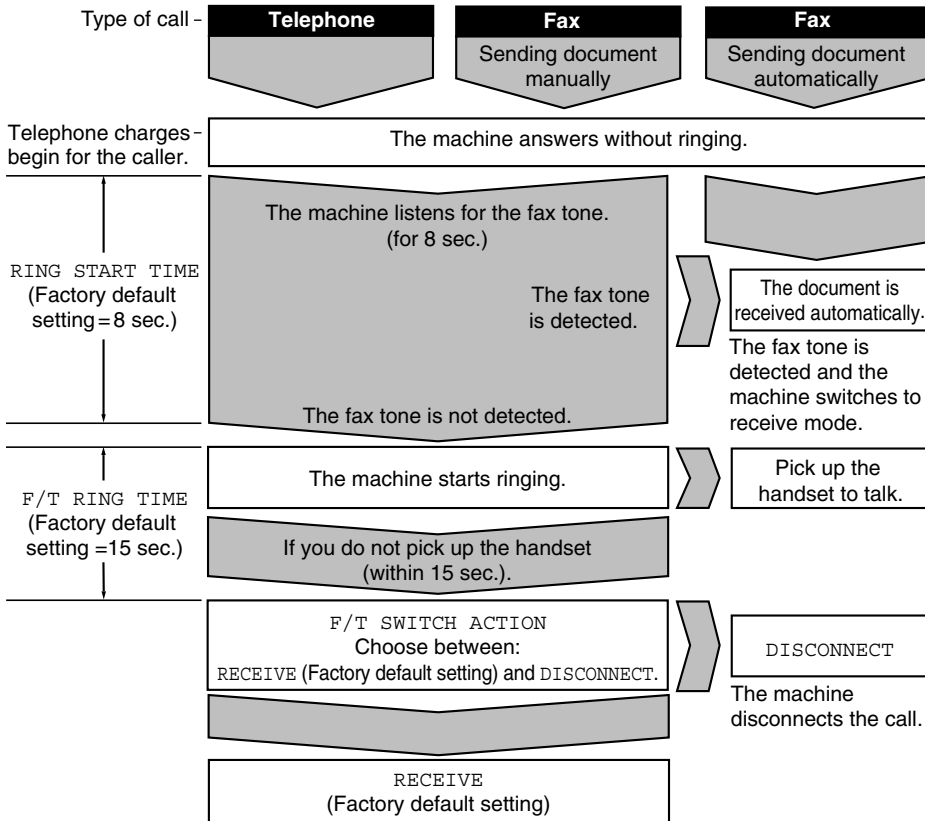 Type of call
Telephone
Fax
Fax
Sending document
manually
Sending document
automatically
Telephone charges
begin for the caller.
The machine answers without ringing.
RING START TIME
(Factory default
setting=8 sec.)
The machine listens for the fax tone.
(for 8 sec.)
The fax tone
is detected.
The document is
received automatically.
The fax tone is
detected and the
machine switches to
receive mode.
The fax tone is not detected.
F/T RING TIME
(Factory default
setting =15 sec.)
The machine starts ringing.
Pick up the
handset to talk.
If you do not pick up the handset
(within 15 sec.).
F/T SWITCH ACTION
Choose between:
RECEIVE (Factory default setting) and DISCONNECT.
DISCONNECT
The machine
disconnects the call.
RECEIVE
(Factory default setting)